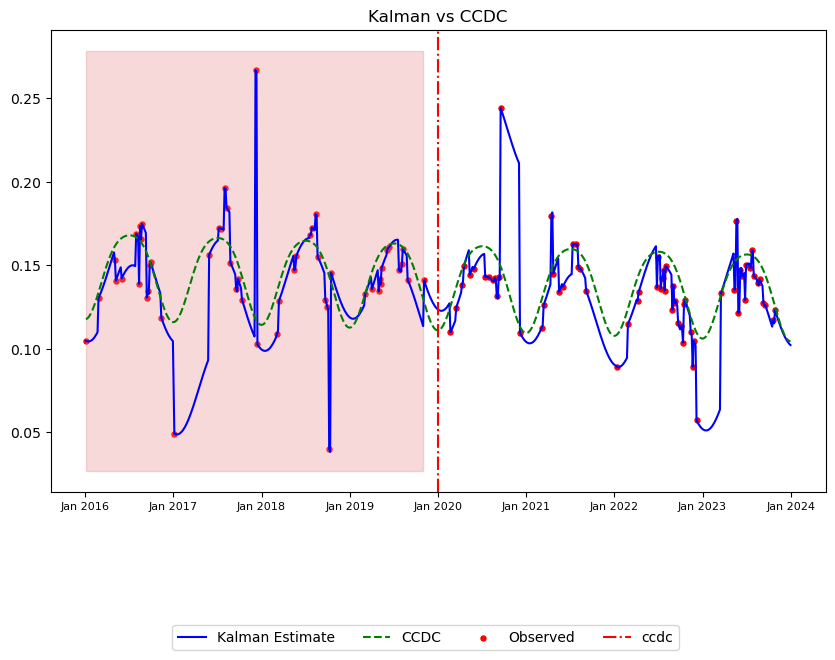 Kalman vs CCDC
0.25
0.20
0.15
0.10
0.05
Jan 2016 Jan 2017 Jan 2018 Jan 2019 Jan 2020 Jan 2021 Jan 2022 Jan 2023 Jan 2024
Kalman Estimate CCDC Observed ccdc